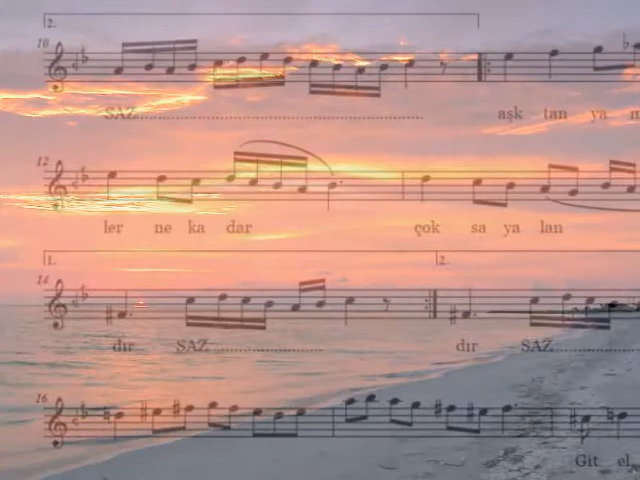 2.
10
SAZ........................................................ aşk tan ya
12
ler ne ka dar çok sa ya lan
1. 2.
14
dır SAZ........................... dır SAZ....................
16
Git el